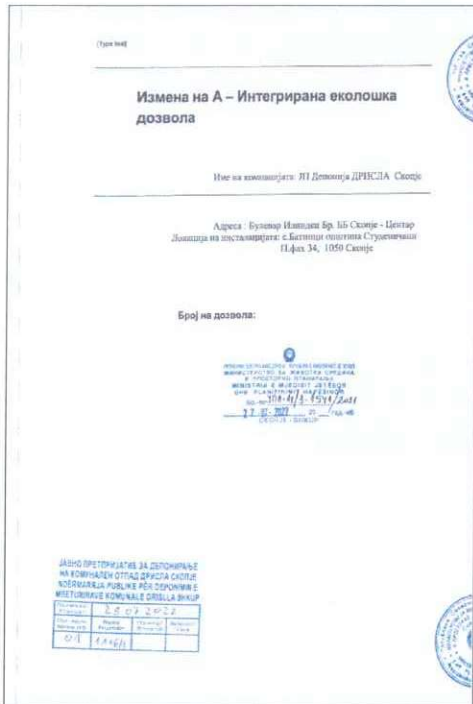 [Type text]
Измена на А – Интегрирана еколошка
дозвола
Име на компанијата: ЈП Депонија ДРИСЛА Скопје
Адреса : Булевар Илинден Бр. ББ Скопје - Центар
Локација на инсталацијата: с.Батинци општина Студеничани
П.фах 34, 1050 Скопје
Број на дозвола:
МИНИСТЕРСТВО ЗА ЖИВОТНА СРЕДИНА
И ПРОСТОРНО ПЛАНИРАЊЕ
MINISTRIA E MJEDISIT JETËSOR
DHE PLANIFIKIMIT HAPËSINOR
СКОПЈЕ - SHKUP
ЈАВНО ПРЕТПРИЈАТИЕ ЗА ДЕПОНИРАЊЕ
НА КОМУНАЛЕН ОТПАД ДРИСЛА СКОПЈЕ
NDËRMARRJA PUBLIKE PËR DEPONIMIN E
MBETURINAVE KOMUNALE DRISLLA SHKUP
28 07 2022
01